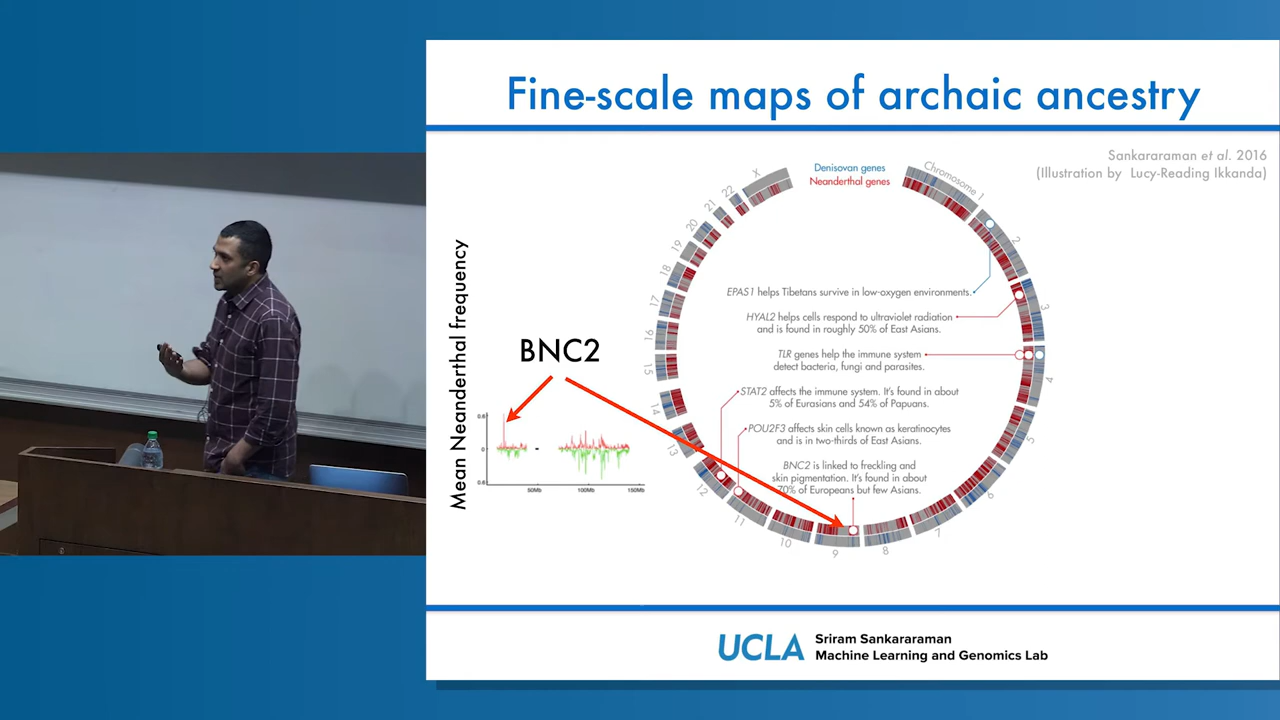 Fine-scale maps of archaic ancestry
Sankararaman et al. 2016
(Illustration by Lucy-Reading Ikkanda)
Denisovan genes
Neanderthal genes
Chromosome 1
2
3
4
5
6
7
8
9
10
11
12
13
14
15
16
17
18
19
20
21
22
X
EPAS1 helps Tibetans survive in low-oxygen environments.
HYAL2 helps cells respond to ultraviolet radiation
and is found in roughly 50% of East Asians.
TLR genes help the immune system
detect bacteria, fungi and parasites.
STAT2 affects the immune system. It's found in about
5% of Eurasians and 54% of Papuans.
POU2F3 affects skin cells known as keratinocytes
and is in two-thirds of East Asians.
BNC2 is linked to freckling and
skin pigmentation. It's found in about
70% of Europeans but few Asians.
Mean Neanderthal frequency
BNC2
0.6
0
0.6
50Mb
100Mb
150Mb
UCLA
Sriram Sankararaman
Machine Learning and Genomics Lab